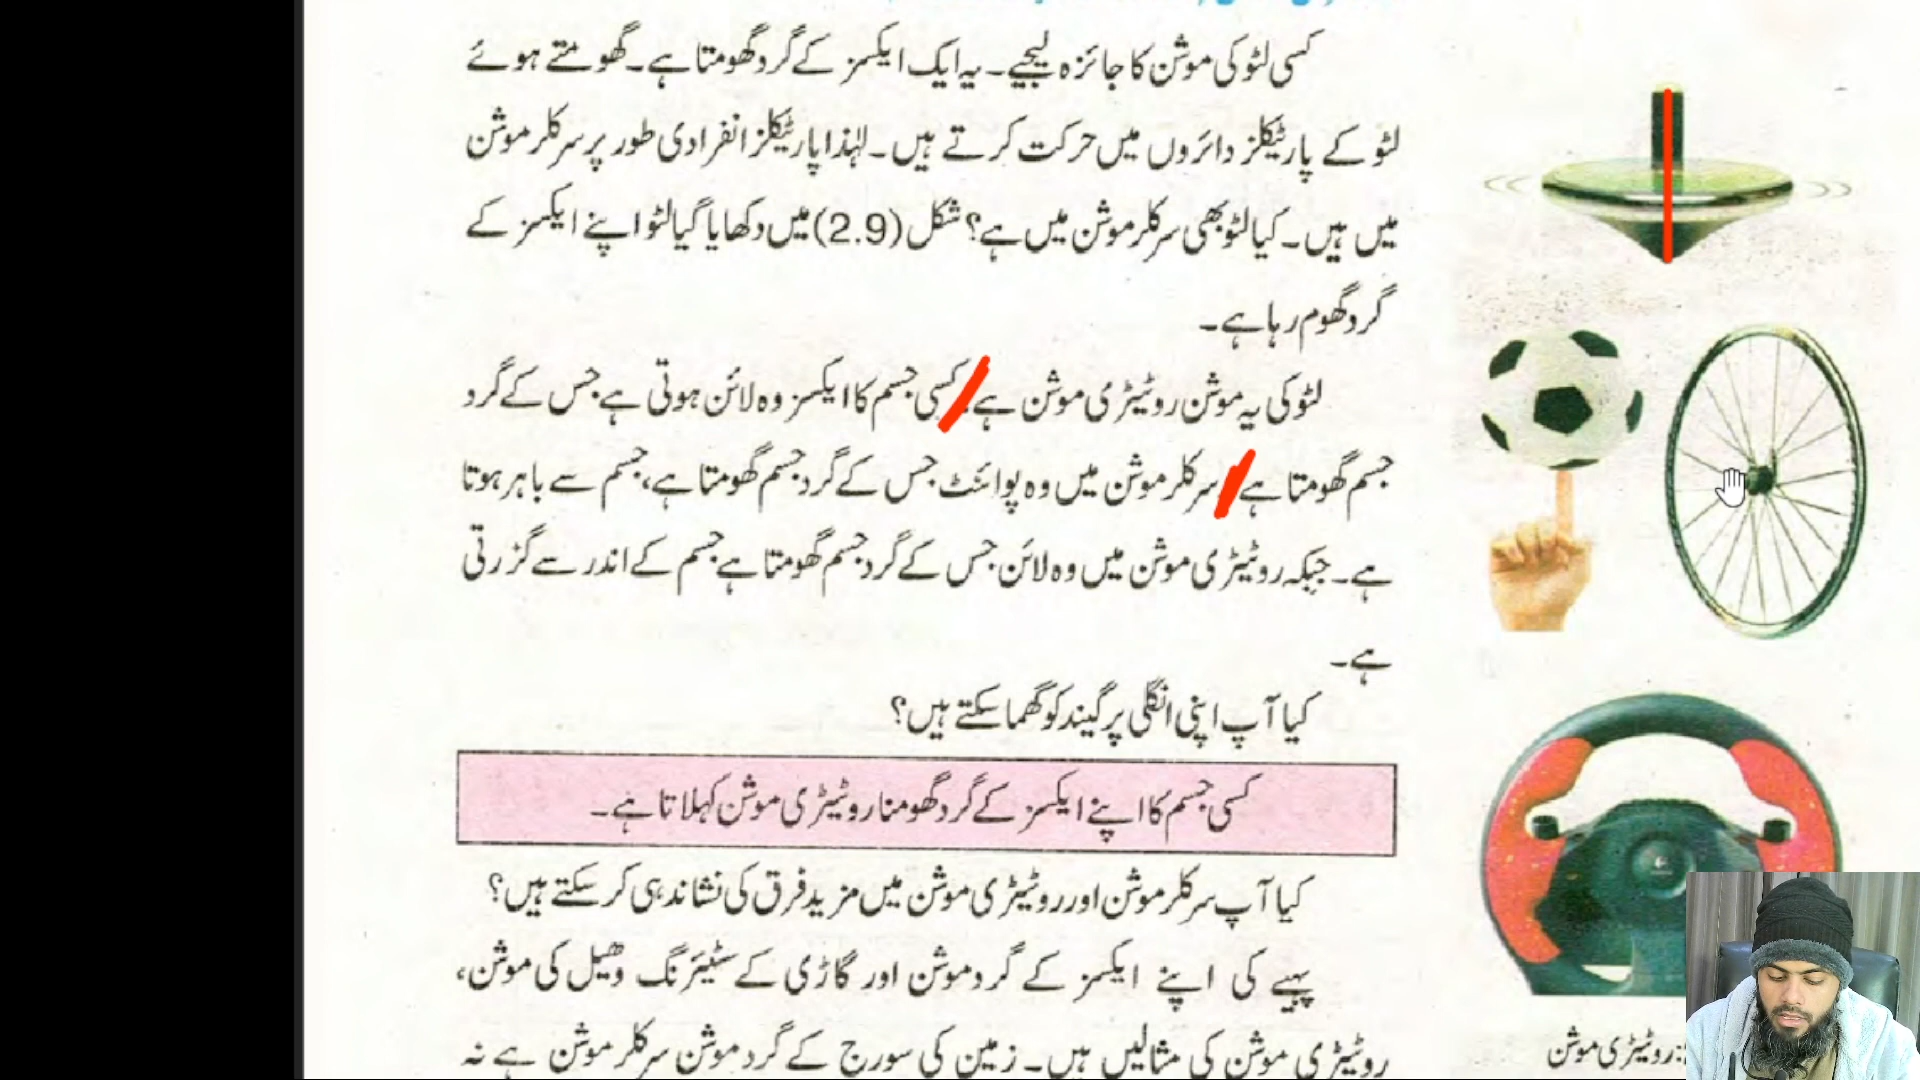 کسی لٹو کی موشن کا جائزہ لیجیے۔ یہ ایک ایکسز کے گرد گھومتا ہے۔ گھومتے ہوئے
لٹو کے پارٹیکلز دائروں میں حرکت کرتے ہیں۔ لہٰذا پارٹیکلز انفرادی طور پر سرکلر موشن
میں ہیں۔ کیا لٹو بھی سرکلر موشن میں ہے؟ شکل (2.9) میں دکھایا گیا لٹو اپنے ایکسز کے
گرد گھوم رہا ہے۔
لٹو کی یہ موشن روٹیٹری موشن ہے۔ کسی جسم کا ایکسز وہ لائن ہوتی ہے جس کے گرد
جسم گھومتا ہے۔ سرکلر موشن میں وہ پوائنٹ جس کے گرد جسم گھومتا ہے، جسم سے باہر ہوتا
ہے۔ جبکہ روٹیٹری موشن میں وہ لائن جس کے گرد جسم گھومتا ہے جسم کے اندر سے گزرتی
ہے۔
کیا آپ اپنی انگلی پر گیند کو گھما سکتے ہیں؟
کسی جسم کا اپنے ایکسز کے گرد گھومنا روٹیٹری موشن کہلاتا ہے۔
کیا آپ سرکلر موشن اور روٹیٹری موشن میں مزید فرق کی نشاندہی کر سکتے ہیں؟
پہیے کی اپنے ایکسز کے گرد موشن اور گاڑی کے سٹیئرنگ وھیل کی موشن،
روٹیٹری موشن کی مثالیں ہیں۔ زمین کی سورج کے گرد موشن سرکلر موشن ہے نہ
روٹیٹری موشن